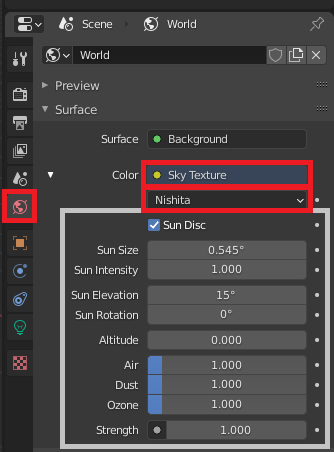 Scene > World
World
Preview
Surface
Surface Background
Color Sky Texture
Nishita
Sun Disc
Sun Size 0.545°
Sun Intensity 1.000
Sun Elevation 15°
Sun Rotation 0°
Altitude 0.000
Air 1.000
Dust 1.000
Ozone 1.000
Strength 1.000